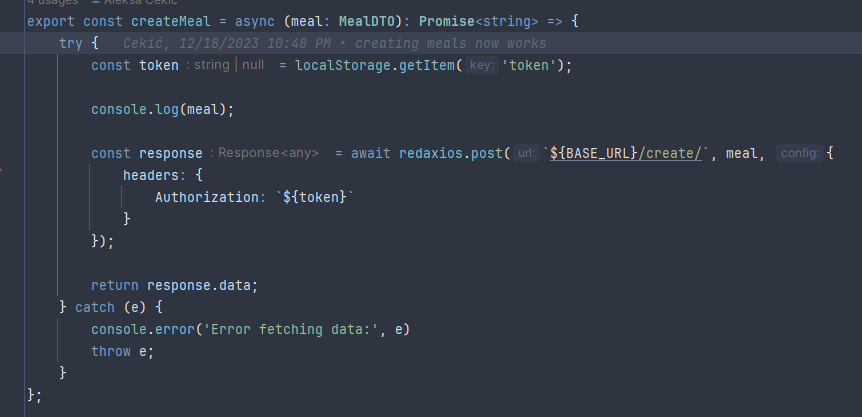 4 usages Aleksa Cekic
export const createMeal = async (meal: MealDTO): Promise<string> => {
try { Cekić, 12/18/2023 10:48 PM • creating meals now works
const token : string | null = localStorage.getItem( key: 'token');
console.log(meal);
const response : Response<any> = await redaxios.post( url: `${BASE_URL}/create/`, meal, config: {
headers: {
Authorization: `${token}`
}
});
return response.data;
} catch (e) {
console.error('Error fetching data:', e)
throw e;
}
};